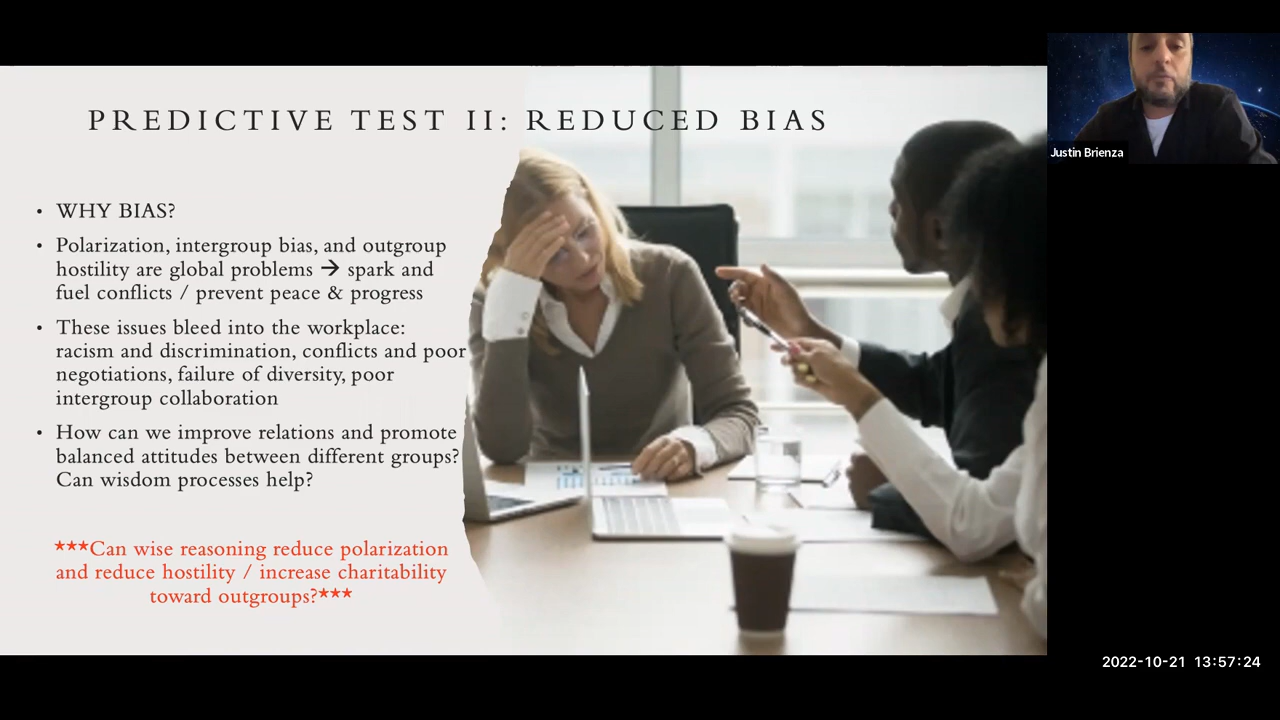 PREDICTIVE TEST II: REDUCED BIAS
• WHY BIAS?
• Polarization, intergroup bias, and outgroup
hostility are global problems → spark and
fuel conflicts / prevent peace & progress
• These issues bleed into the workplace:
racism and discrimination, conflicts and poor
negotiations, failure of diversity, poor
intergroup collaboration
• How can we improve relations and promote
balanced attitudes between different groups?
Can wisdom processes help?
***Can wise reasoning reduce polarization
and reduce hostility / increase charitability
toward outgroups?***
Justin Brienza
2022-10-21 13:57:24